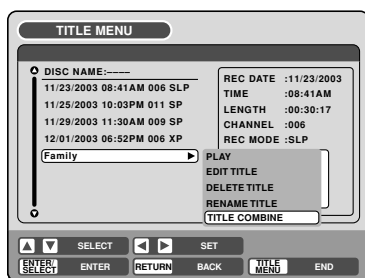 TITLE MENU
DISC NAME:----
11/23/2003 08:41AM 006 SLP
11/25/2003 10:03PM 011 SP
11/29/2003 11:30AM 009 SP
12/01/2003 06:52PM 006 XP
Family
REC DATE :11/23/2003
TIME :08:41AM
LENGTH :00:30:17
CHANNEL :006
REC MODE :SLP
PLAY
EDIT TITLE
DELETE TITLE
RENAME TITLE
TITLE COMBINE
SELECT SET
ENTER/SELECT ENTER RETURN BACK TITLE MENU END